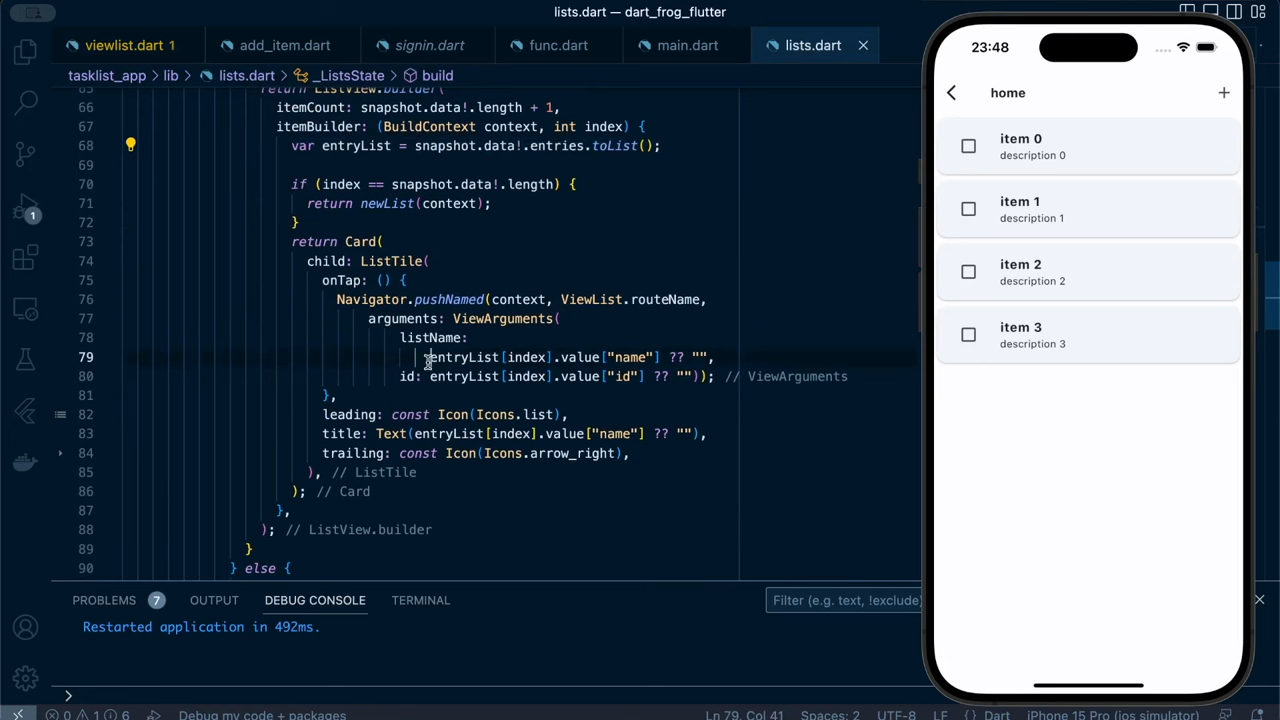 lists.dart — dart_frog_flutter
viewlist.dart 1
add_item.dart
signin.dart
func.dart
main.dart
lists.dart
tasklist_app > lib > lists.dart > _ListsState > build
return ListView.builder(
66 itemCount: snapshot.data!.length + 1,
67 itemBuilder: (BuildContext context, int index) {
68 var entryList = snapshot.data!.entries.toList();
69
70 if (index == snapshot.data!.length) {
71 return newList(context);
72 }
73 return Card(
74 child: ListTile(
75 onTap: () {
76 Navigator.pushNamed(context, ViewList.routeName,
77 arguments: ViewArguments(
78 listName:
79 entryList[index].value["name"] ?? "",
80 id: entryList[index].value["id"] ?? "")); // ViewArguments
81 },
82 leading: const Icon(Icons.list),
83 title: Text(entryList[index].value["name"] ?? ""),
84 trailing: const Icon(Icons.arrow_right),
85 ), // ListTile
86 ); // Card
87 },
88 ); // ListView.builder
89 }
90 } else {
1
PROBLEMS 7 OUTPUT DEBUG CONSOLE TERMINAL
Filter (e.g. text, !exclude)
Restarted application in 492ms.
0 1 6 Debug my code + packages
Ln 79, Col 41 Spaces: 2 UTF-8 LF {} Dart iPhone 15 Pro (ios simulator)
23:48
home
item 0
description 0
item 1
description 1
item 2
description 2
item 3
description 3